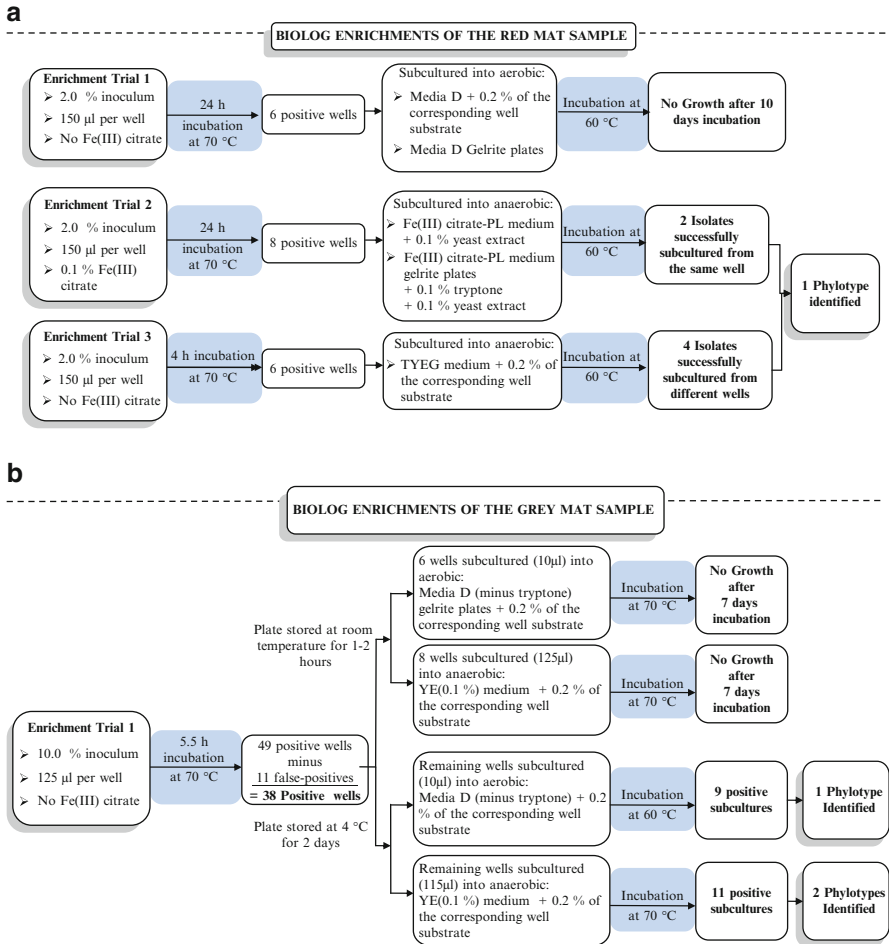 a
BIOLOG ENRICHMENTS OF THE RED MAT SAMPLE
Enrichment Trial 1
➢ 2.0 % inoculum
➢ 150 µl per well
➢ No Fe(III) citrate
24 h
incubation
at 70 °C
6 positive wells
Subcultured into aerobic:
➢ Media D + 0.2 % of the
corresponding well
substrate
➢ Media D Gelrite plates
Incubation at
60 °C
No Growth after 10
days incubation
Enrichment Trial 2
➢ 2.0 % inoculum
➢ 150 µl per well
➢ 0.1 % Fe(III)
citrate
24 h
incubation
at 70 °C
8 positive wells
Subcultured into anaerobic:
➢ Fe(III) citrate-PL medium
+ 0.1 % yeast extract
➢ Fe(III) citrate-PL medium
gelrite plates
+ 0.1 % tryptone
+ 0.1 % yeast extract
Incubation at
60 °C
2 Isolates
successfully
subcultured from
the same well
1 Phylotype
identified
Enrichment Trial 3
➢ 2.0 % inoculum
➢ 150 µl per well
➢ No Fe(III) citrate
4 h incubation
at 70 °C
6 positive wells
Subcultured into anaerobic:
➢ TYEG medium + 0.2 % of
the corresponding well
substrate
Incubation at
60 °C
4 Isolates
successfully
subcultured from
different wells
b
BIOLOG ENRICHMENTS OF THE GREY MAT SAMPLE
Enrichment Trial 1
➢ 10.0 % inoculum
➢ 125 µl per well
➢ No Fe(III) citrate
5.5 h
incubation
at 70 °C
49 positive wells
minus
11 false-positives
= 38 Positive wells
Plate stored at room
temperature for 1-2
hours
6 wells subcultured (10µl) into
aerobic:
Media D (minus tryptone)
gelrite plates + 0.2 % of the
corresponding well substrate
Incubation
at 70 °C
No Growth
after
7 days
incubation
8 wells subcultured (125µl)
into anaerobic:
YE(0.1 %) medium + 0.2 % of
the corresponding well
substrate
Incubation
at 70 °C
No Growth
after
7 days
incubation
Plate stored at 4 °C
for 2 days
Remaining wells subcultured
(10µl) into aerobic:
Media D (minus tryptone) + 0.2
% of the corresponding well
substrate
Incubation
at 60 °C
9 positive
subcultures
1 Phylotype
Identified
Remaining wells subcultured
(115µl) into anaerobic:
YE(0.1 %) medium + 0.2 % of
the corresponding well
substrate
Incubation
at 70 °C
11 positive
subcultures
2 Phylotypes
Identified